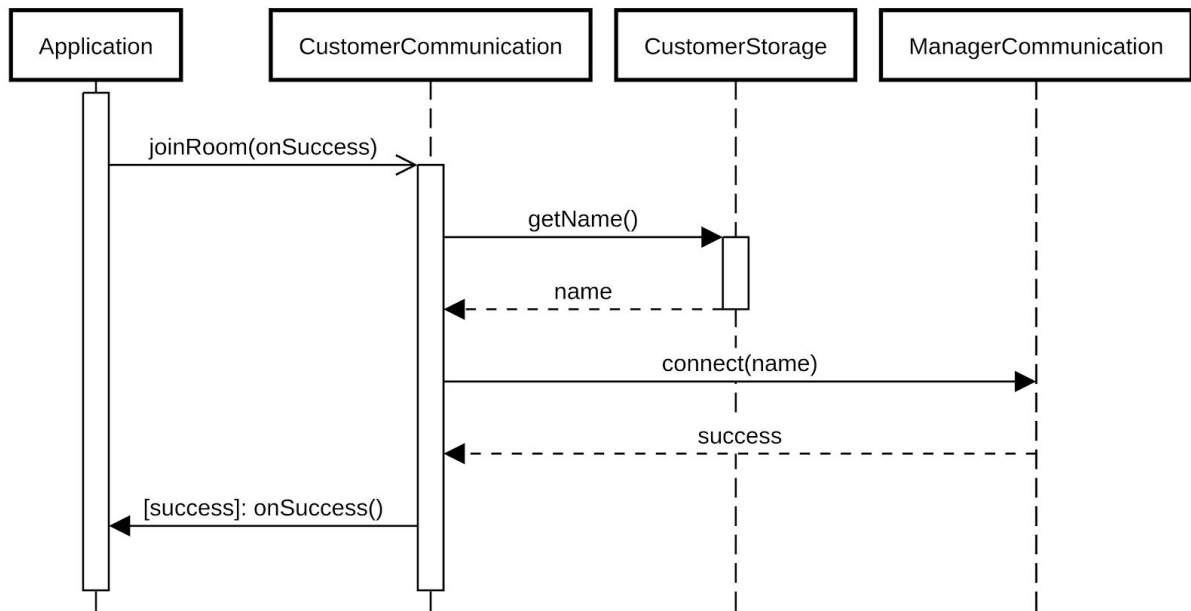 Application
CustomerCommunication
CustomerStorage
ManagerCommunication
joinRoom(onSuccess)
getName()
name
connect(name)
success
[success]: onSuccess()